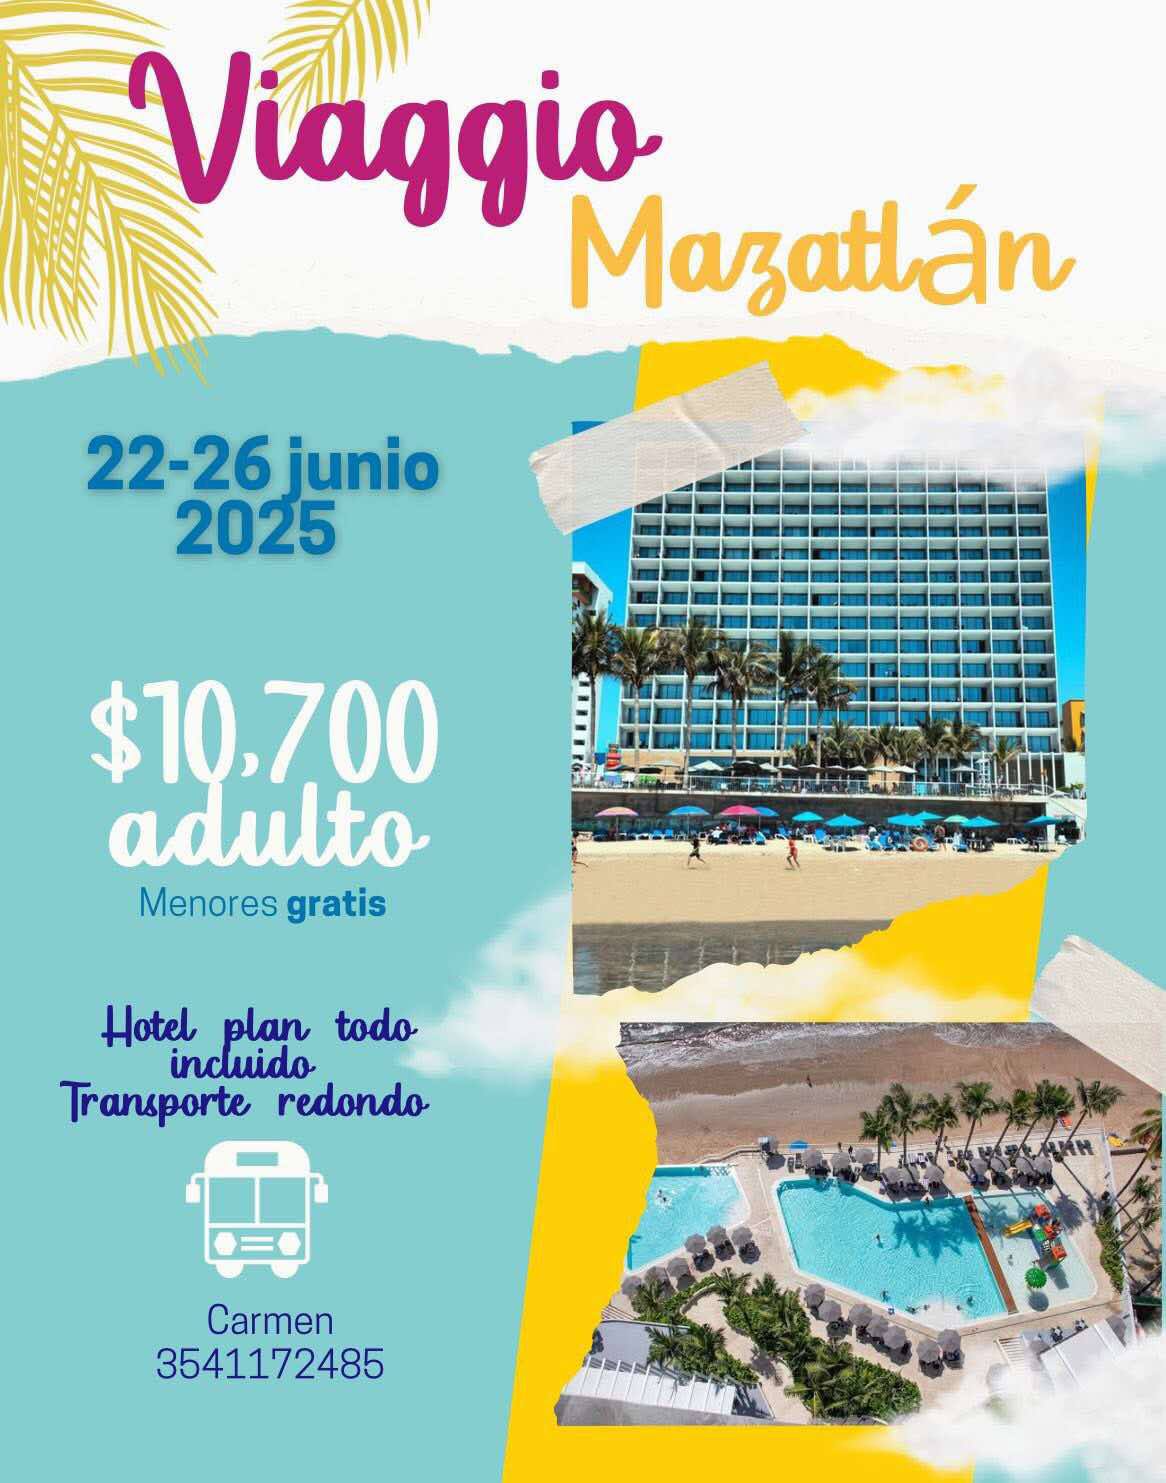 Viaggio
Mazatlán
22-26 junio
2025
$10,700
adulto
Menores gratis
Hotel plan todo
incluido
Transporte redondo
Carmen
3541172485